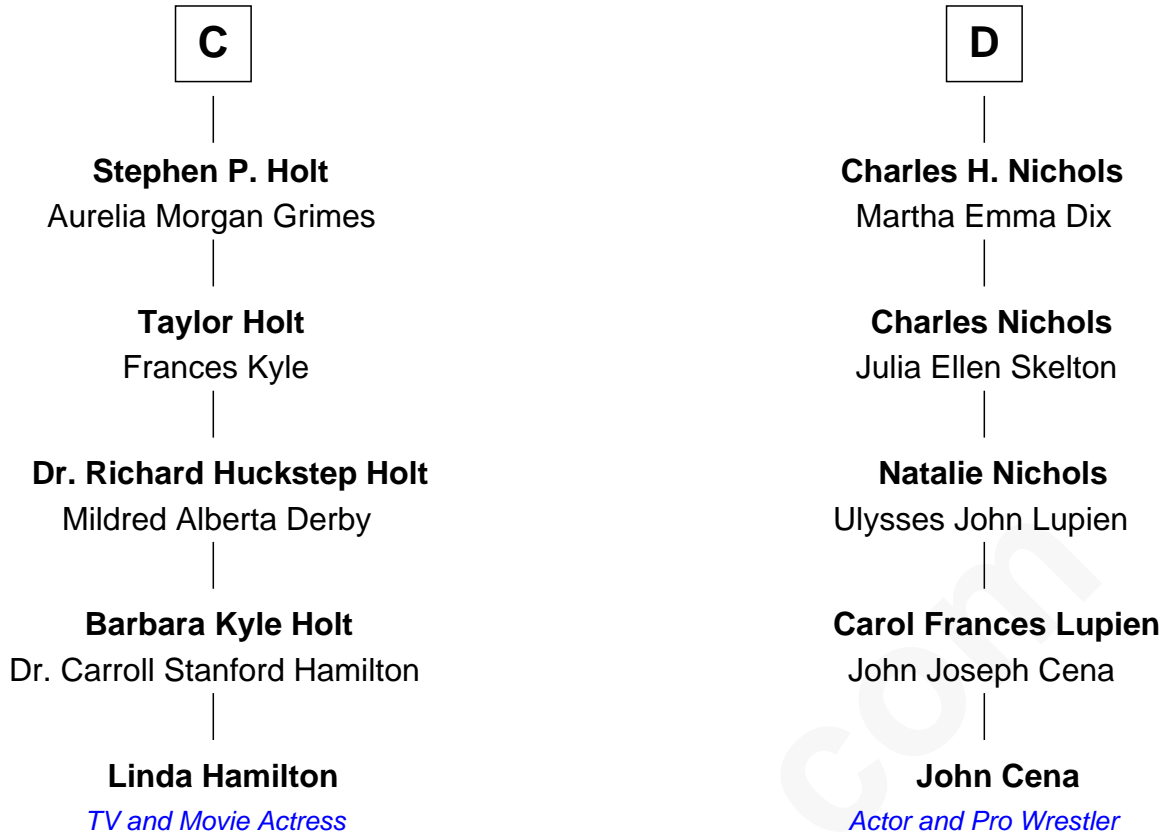 C
Stephen P. Holt
Aurelia Morgan Grimes
Taylor Holt
Frances Kyle
Dr. Richard Huckstep Holt
Mildred Alberta Derby
Barbara Kyle Holt
Dr. Carroll Stanford Hamilton
Linda Hamilton
TV and Movie Actress
D
Charles H. Nichols
Martha Emma Dix
Charles Nichols
Julia Ellen Skelton
Natalie Nichols
Ulysses John Lupien
Carol Frances Lupien
John Joseph Cena
John Cena
Actor and Pro Wrestler
com